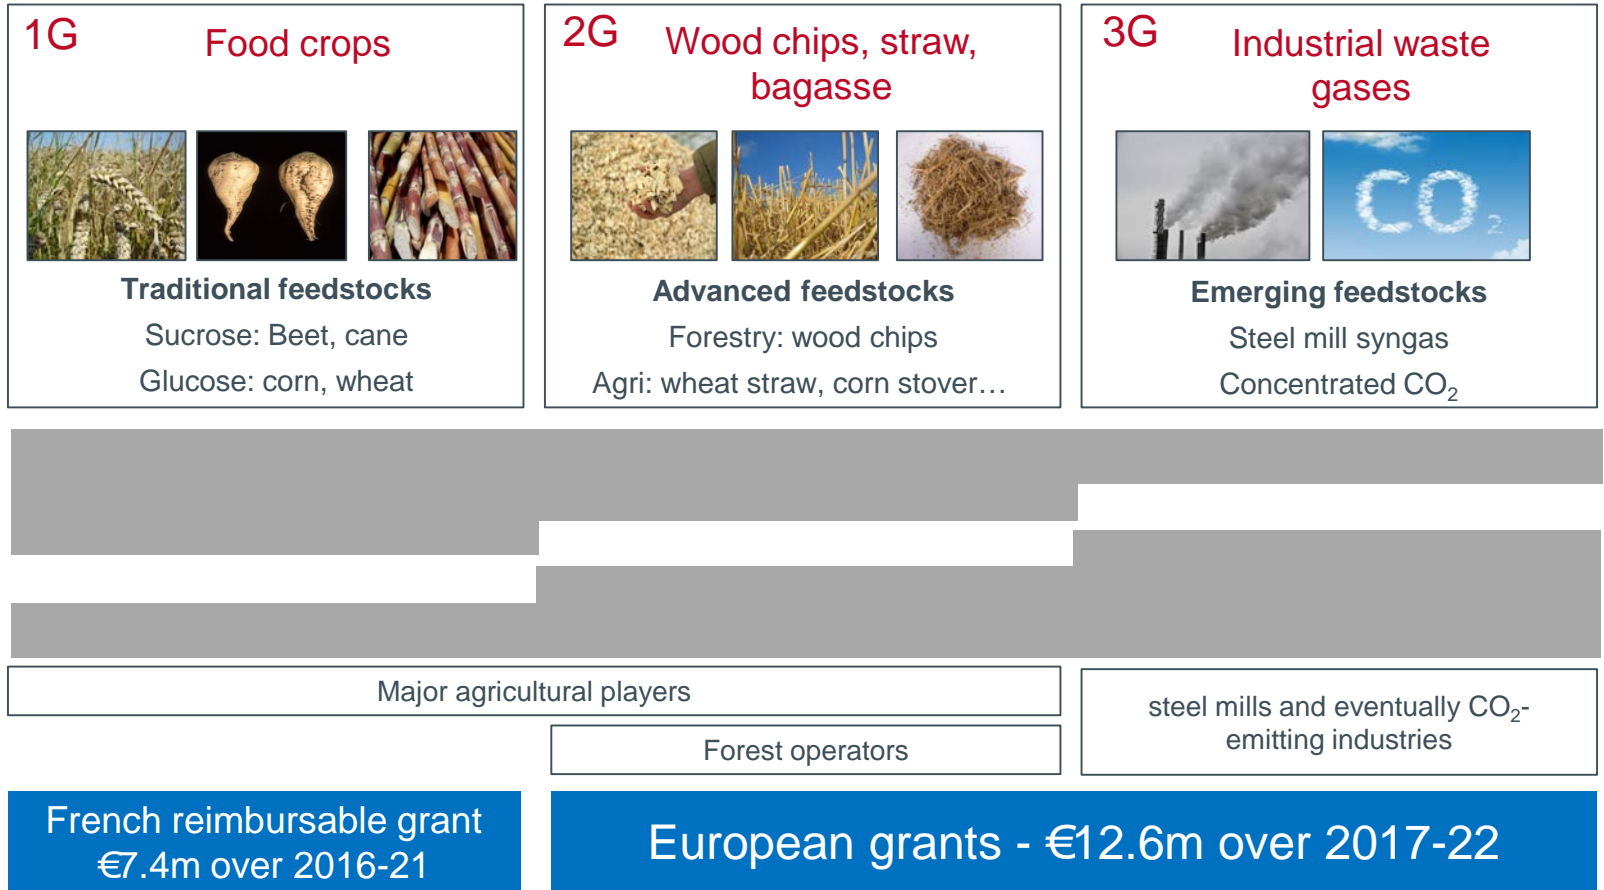 1G
Food crops
Traditional feedstocks
Sucrose: Beet, cane
Glucose: corn, wheat
2G
Wood chips, straw,
bagasse
Advanced feedstocks
Forestry: wood chips
Agri: wheat straw, corn stover…
3G
Industrial waste
gases
CO₂
Emerging feedstocks
Steel mill syngas
Concentrated CO₂
Major agricultural players
Forest operators
steel mills and eventually CO₂-
emitting industries
French reimbursable grant
€7.4m over 2016-21
European grants - €12.6m over 2017-22